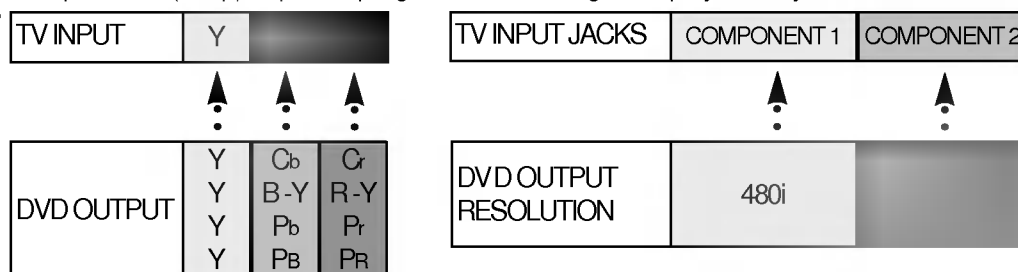 TV INPUT Y
DVD OUTPUT
Y Cb Cr
Y B-Y R-Y
Y Pb Pr
Y PB PR
TV INPUT JACKS COMPONENT 1 COMPONENT 2
DVD OUTPUT
RESOLUTION
480i